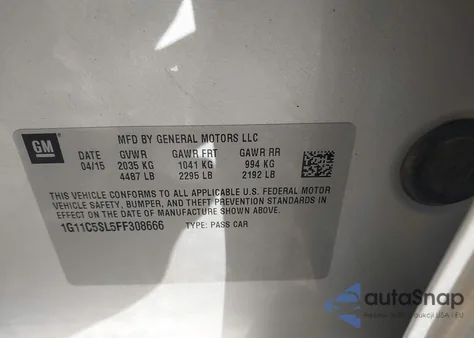 GM
MFD BY GENERAL MOTORS LLC
DATE GVWR GAWR FRT GAWR RR
04/15 2035 KG 1041 KG 994 KG
4487 LB 2295 LB 2192 LB
THIS VEHICLE CONFORMS TO ALL APPLICABLE U.S. FEDERAL MOTOR
VEHICLE SAFETY, BUMPER, AND THEFT PREVENTION STANDARDS IN
EFFECT ON THE DATE OF MANUFACTURE SHOWN ABOVE.
1G11C5SL5FF308666 TYPE: PASS CAR
autoSnap
USA - EU